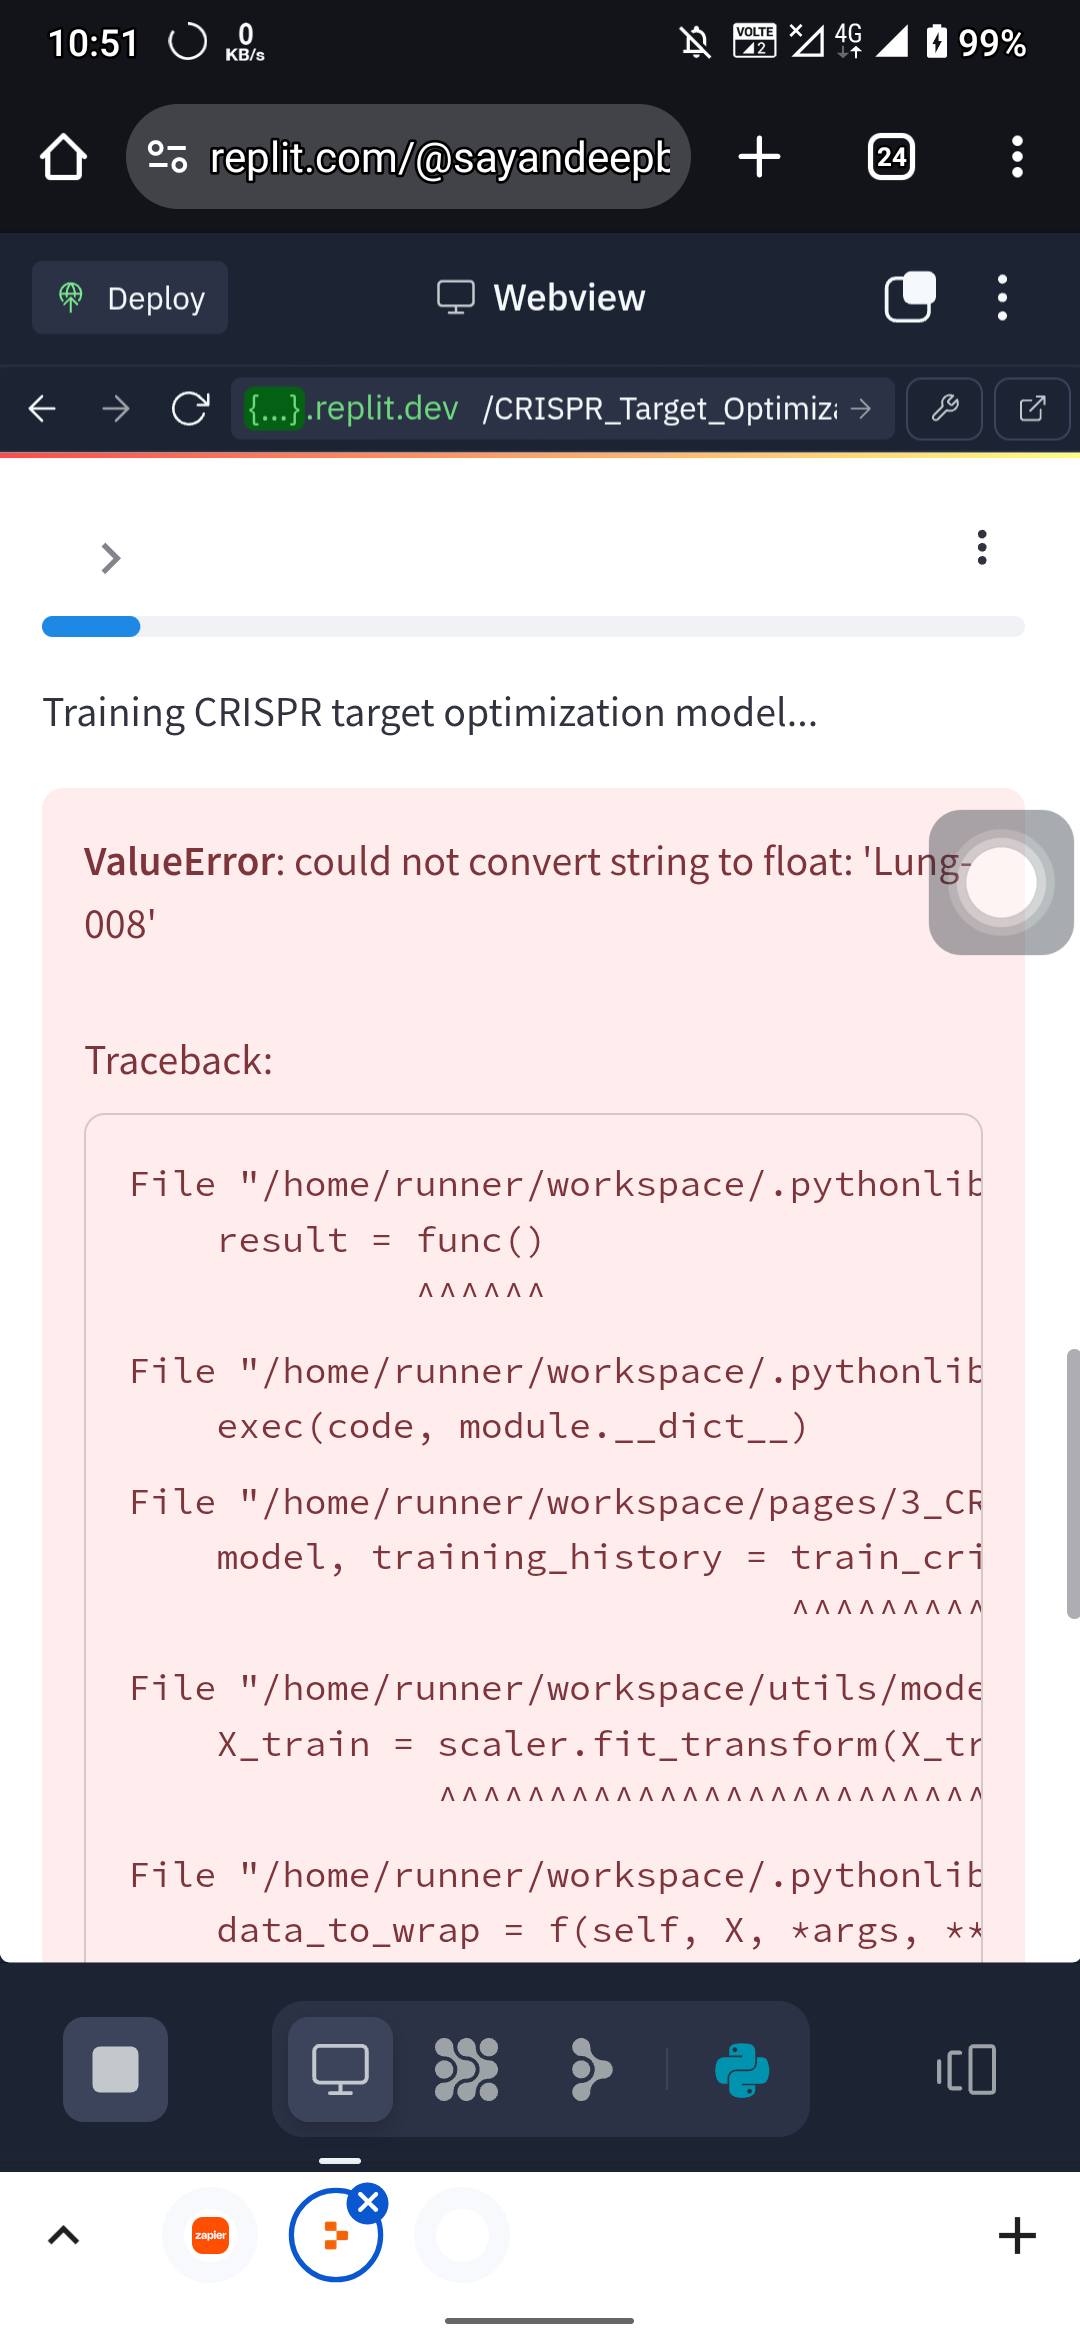 10:51 0 KB/s VOLTE 2 4G 99%
replit.com/@sayandeepb
24
Deploy Webview
{...}.replit.dev /CRISPR_Target_Optimiz
Training CRISPR target optimization model...
ValueError: could not convert string to float: 'Lung-
008'
Traceback:
File "/home/runner/workspace/.pythonlib
result = func()
^^^^^^
File "/home/runner/workspace/.pythonlib
exec(code, module.__dict__)
File "/home/runner/workspace/pages/3_CR
model, training_history = train_cri
^^^^^^^^^
File "/home/runner/workspace/utils/mode
X_train = scaler.fit_transform(X_tr
^^^^^^^^^^^^^^^^^^^^^^^^^
File "/home/runner/workspace/.pythonlib
data_to_wrap = f(self, X, *args, **
zapier